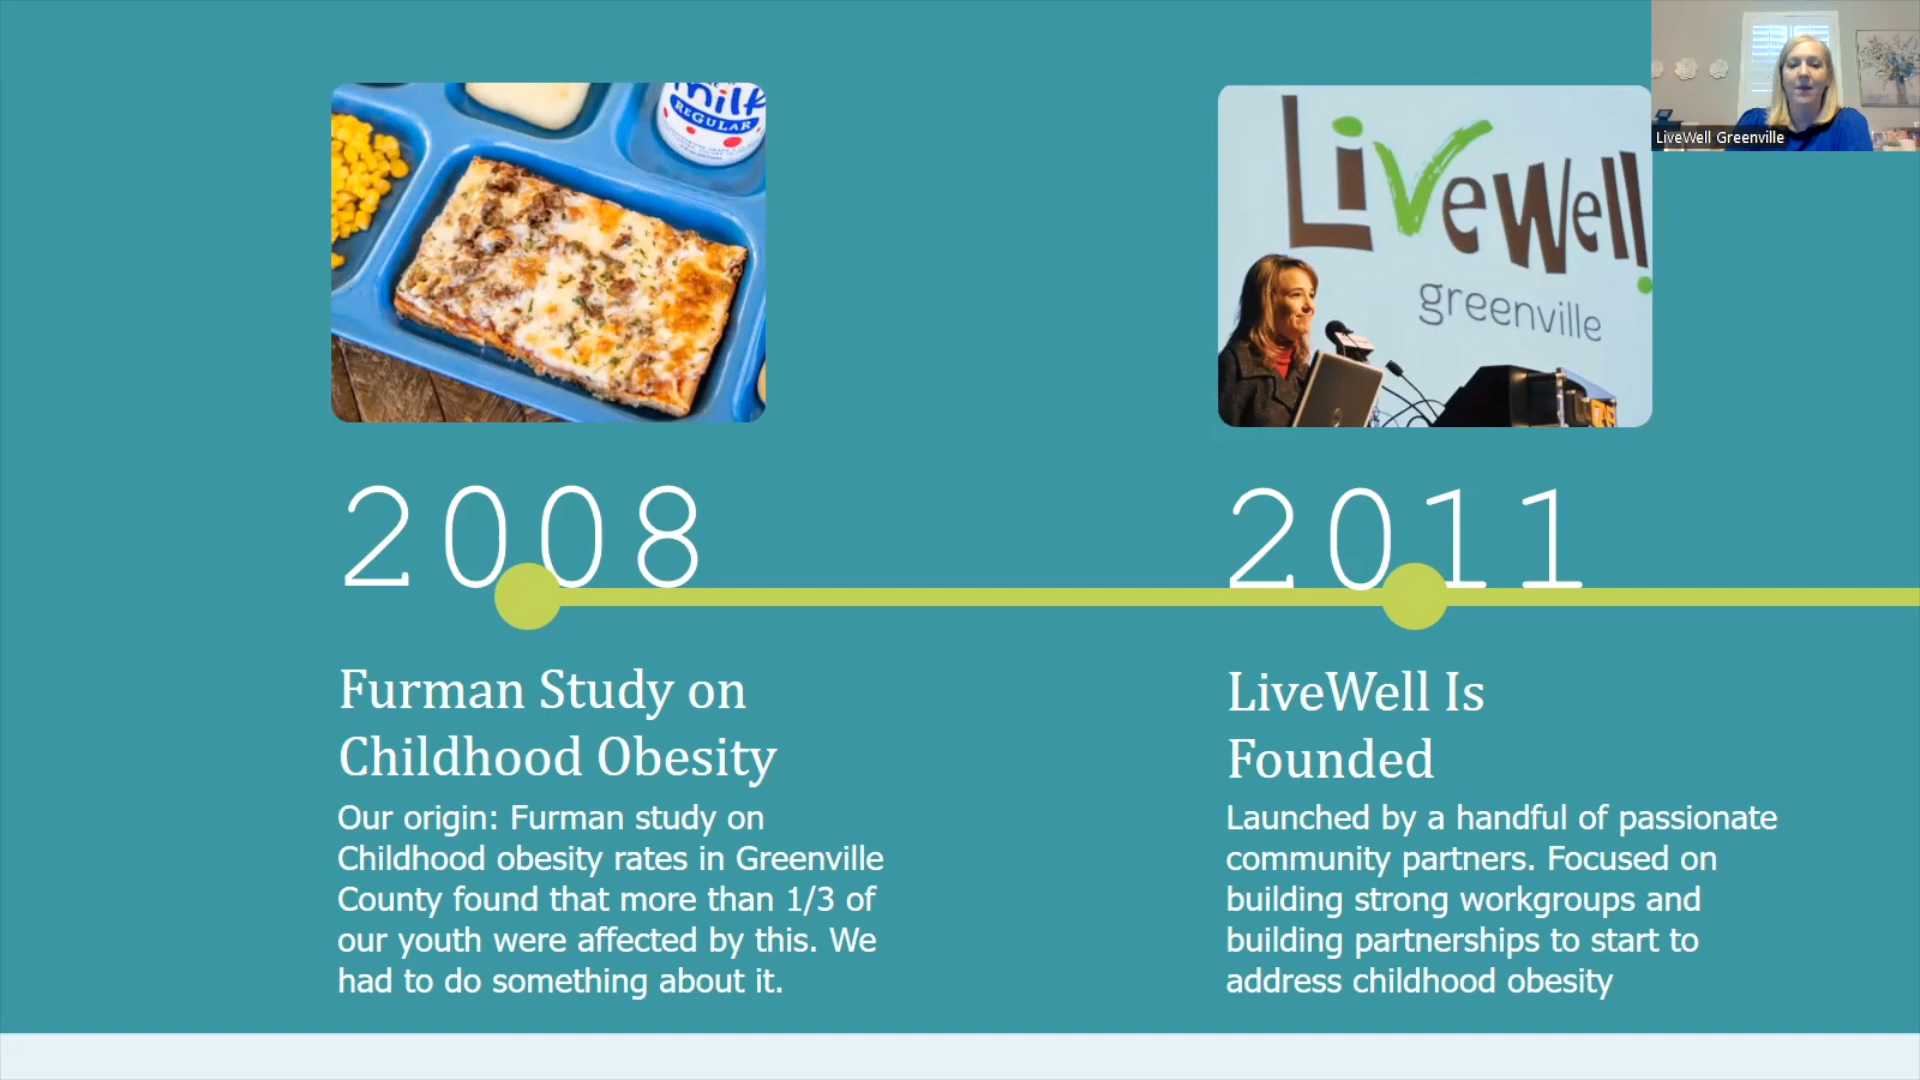 milk
REGULAR
LiveWell
greenville
LiveWell Greenville
2008
2011
Furman Study on
Childhood Obesity
Our origin: Furman study on
Childhood obesity rates in Greenville
County found that more than 1/3 of
our youth were affected by this. We
had to do something about it.
LiveWell Is
Founded
Launched by a handful of passionate
community partners. Focused on
building strong workgroups and
building partnerships to start to
address childhood obesity